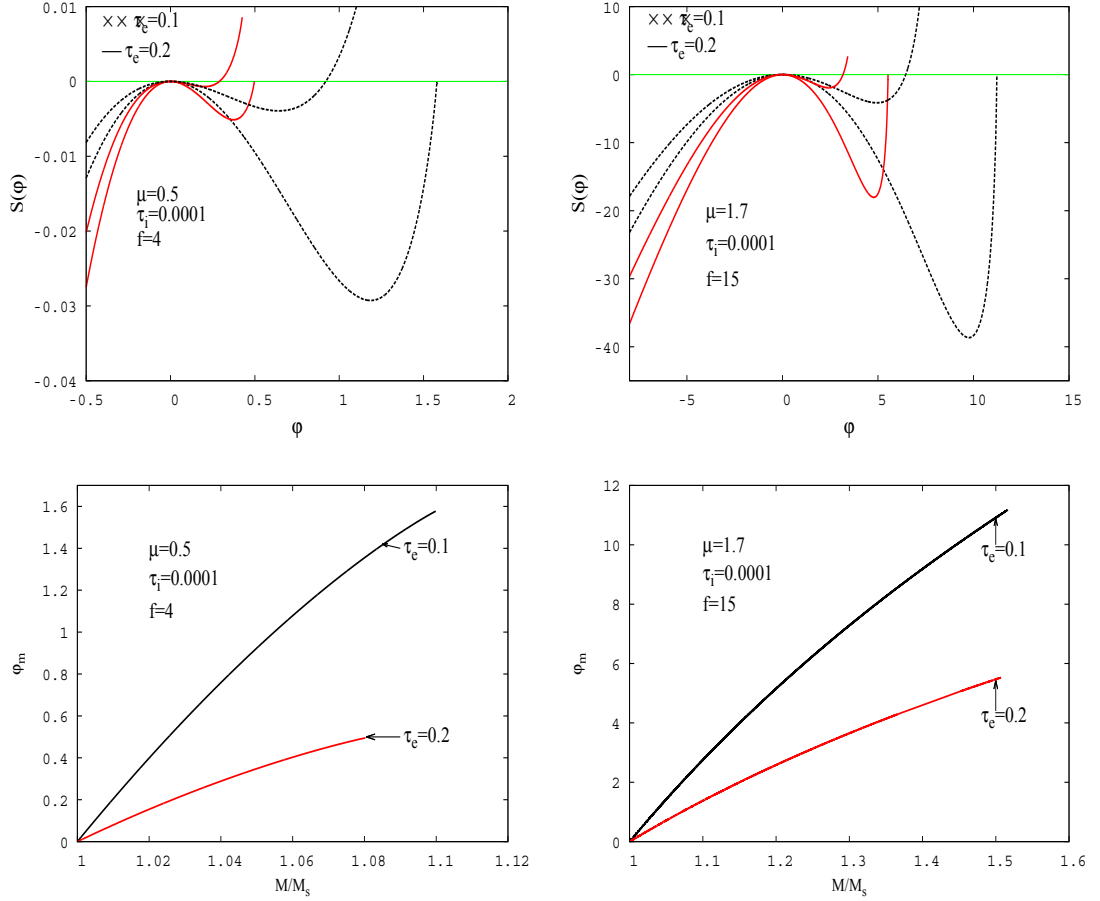 0.01
0
-0.01
-0.02
-0.03
-0.04
-0.5
0
0.5
1
1.5
2
S(φ)
φ
×× τe=0.1
— τe=0.2
μ=0.5
τi=0.0001
f=4
10
0
-10
-20
-30
-40
-5
0
5
10
15
S(φ)
φ
×× τe=0.1
— τe=0.2
μ=1.7
τi=0.0001
f=15
1.6
1.4
1.2
1
0.8
0.6
0.4
0.2
0
1
1.02
1.04
1.06
1.08
1.1
1.12
φm
M/Ms
μ=0.5
τi=0.0001
f=4
τe=0.1
τe=0.2
12
10
8
6
4
2
0
1
1.1
1.2
1.3
1.4
1.5
1.6
φm
M/Ms
μ=1.7
τi=0.0001
f=15
τe=0.1
τe=0.2